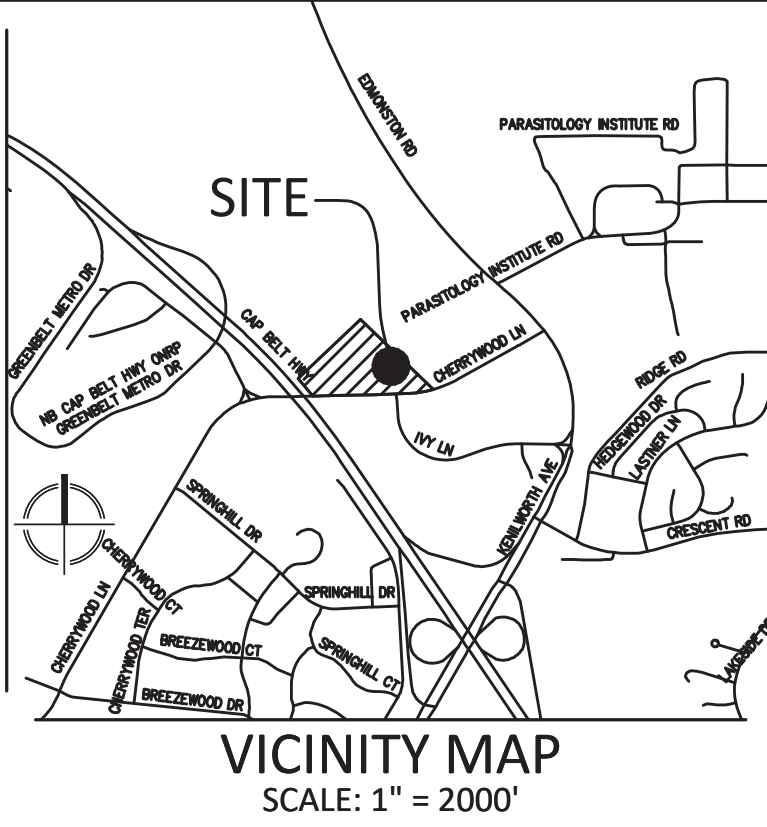 EDMONSTON RD
PARASITOLOGY INSTITUTE RD
SITE
PARASITOLOGY INSTITUTE RD
GREENBELT METRO DR
CAP BELT HWY
CHERRYWOOD LN
NB CAP BELT HWY ONRP
GREENBELT METRO DR
RIDGE RD
HEDGEWOOD DR
LASTNER LN
IVY LN
KENILWORTH AVE
SPRINGHILL DR
CRESCENT RD
CHERRYWOOD CT
CHERRYWOOD LN
SPRINGHILL DR
CHERRYWOOD TER
BREEZEWOOD CT
SPRINGHILL CT
LAKESIDE DR
BREEZEWOOD DR
VICINITY MAP
SCALE: 1" = 2000'